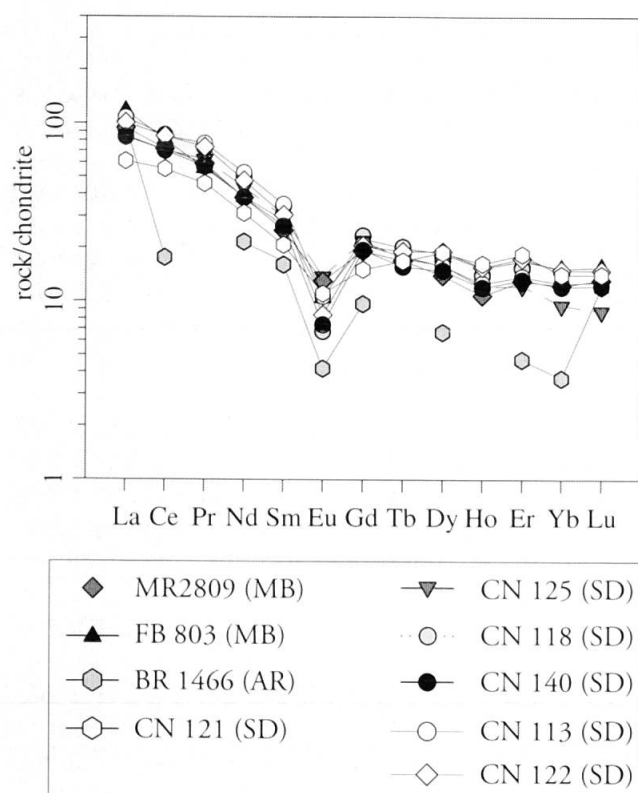 100
10
1
rock/chondrite
La Ce Pr Nd Sm Eu Gd Tb Dy Ho Er Yb Lu
MR2809 (MB)
FB 803 (MB)
BR 1466 (AR)
CN 121 (SD)
CN 125 (SD)
CN 118 (SD)
CN 140 (SD)
CN 113 (SD)
CN 122 (SD)